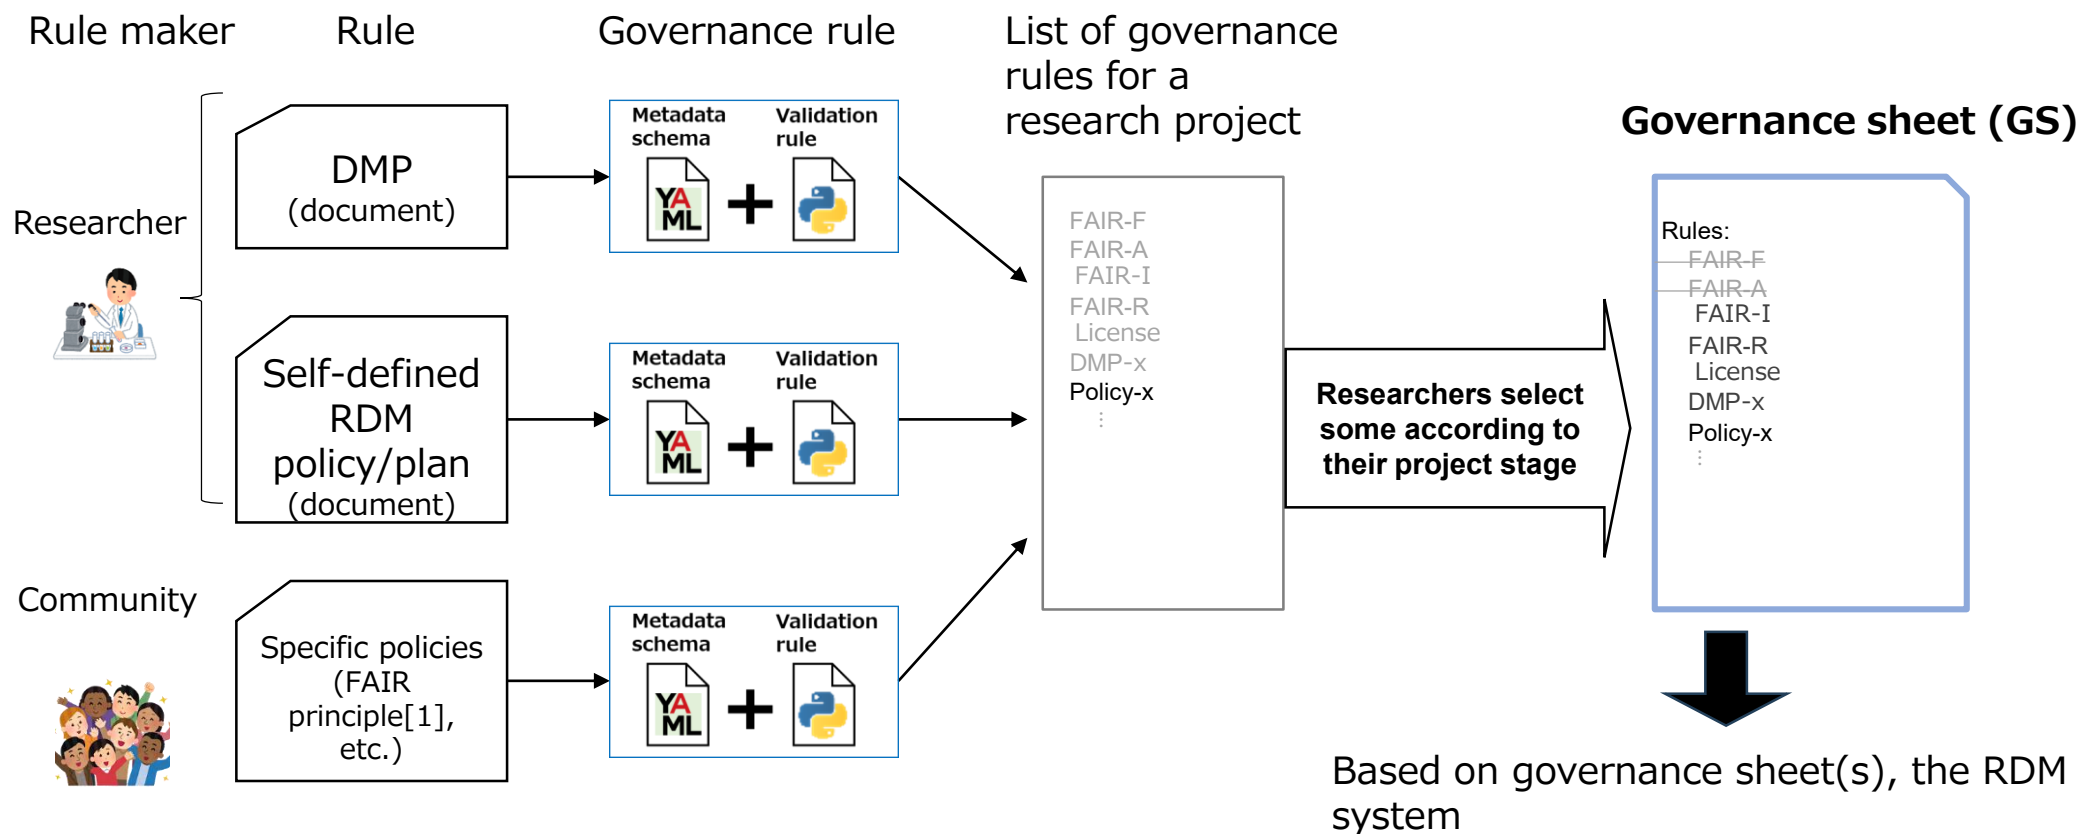 Rule maker
Rule
Governance rule
List of governance
rules for a
research project
Governance sheet (GS)
Researcher
DMP
(document)
Metadata
schema
YA
ML
Validation
rule
Self-defined
RDM
policy/plan
(document)
Metadata
schema
YA
ML
Validation
rule
Community
Specific policies
(FAIR
principle[1],
etc.)
Metadata
schema
YA
ML
Validation
rule
FAIR-F
FAIR-A
FAIR-I
FAIR-R
License
DMP-x
Policy-x
⋮
Researchers select
some according to
their project stage
Rules:
FAIR-F
FAIR-A
FAIR-I
FAIR-R
License
DMP-x
Policy-x
⋮
Based on governance sheet(s), the RDM
system